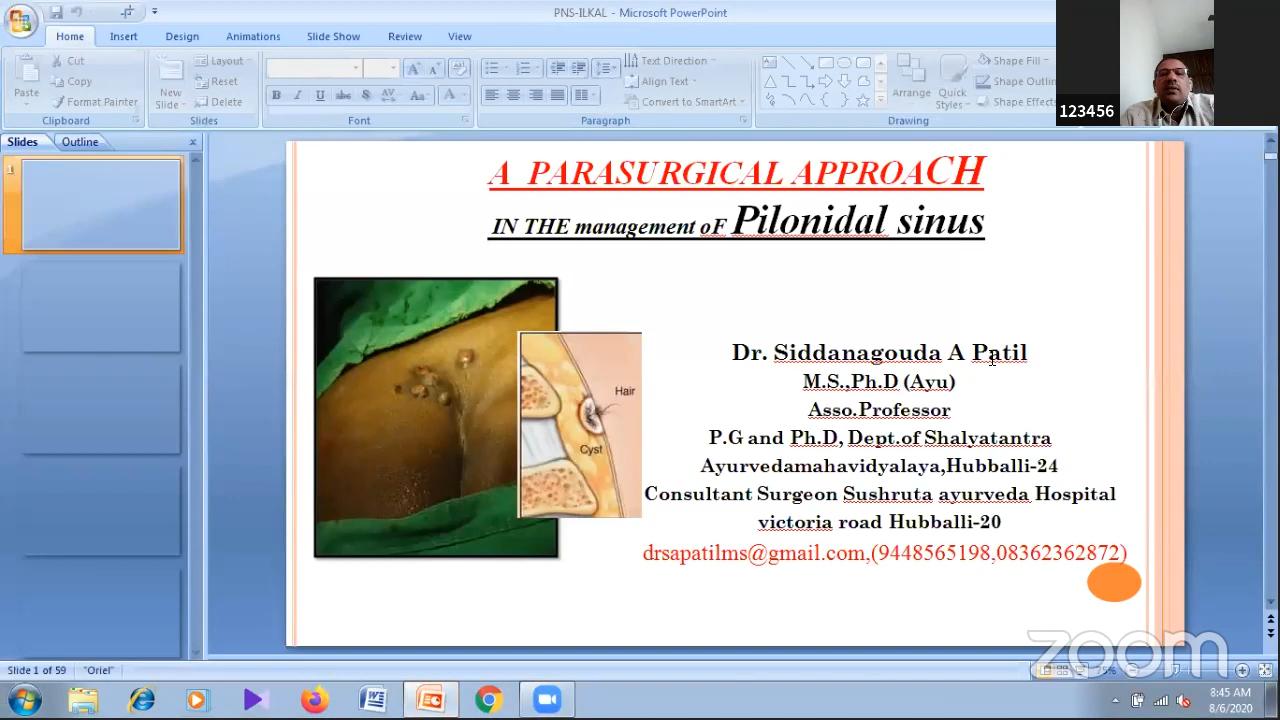 PNS-ILKAL - Microsoft PowerPoint
Home Insert Design Animations Slide Show Review View
Paste
Cut
Copy
Format Painter
Clipboard
New Slide
Layout
Reset
Delete
Slides
B I U abc S AV Aa A
Font
Text Direction
Align Text
Convert to SmartArt
Paragraph
Arrange
Quick Styles
Shape Fill
Shape Outlin
Shape Effects
Drawing
123456
Slides Outline
1
A PARASURGICAL APPROACH
IN THE management oF Pilonidal sinus
Hair
Cyst
Dr. Siddanagouda A Patil
M.S.,Ph.D (Ayu)
Asso.Professor
P.G and Ph.D, Dept.of Shalyatantra
Ayurvedamahavidyalaya,Hubballi-24
Consultant Surgeon Sushruta ayurveda Hospital
victoria road Hubballi-20
drsapatilms@gmail.com,(9448565198,08362362872)
zoom
Slide 1 of 59 "Oriel"
8:45 AM
8/6/2020